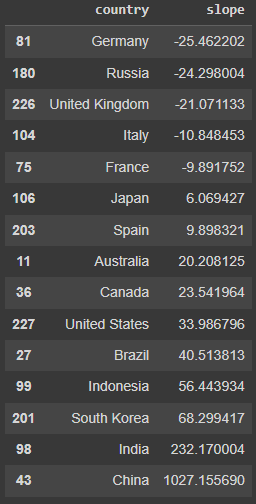 country slope
81 Germany -25.462202
180 Russia -24.298004
226 United Kingdom -21.071133
104 Italy -10.848453
75 France -9.891752
106 Japan 6.069427
203 Spain 9.898321
11 Australia 20.208125
36 Canada 23.541964
227 United States 33.986796
27 Brazil 40.513813
99 Indonesia 56.443934
201 South Korea 68.299417
98 India 232.170004
43 China 1027.155690